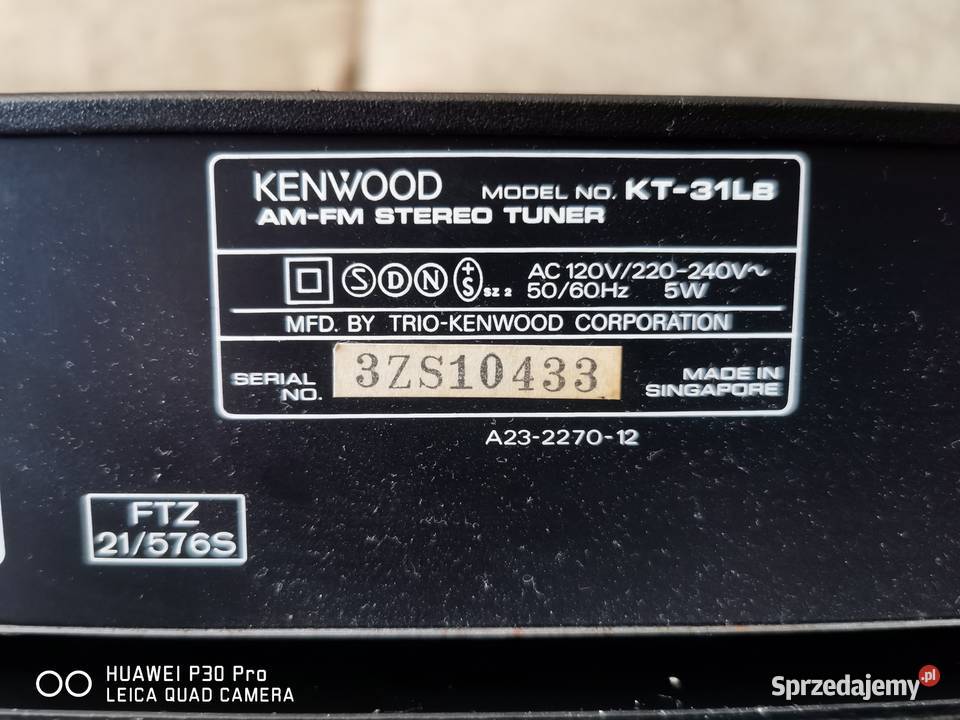 KENWOOD MODEL NO. KT-31LB
AM-FM STEREO TUNER
S D N +S SZ 2 AC 120V/220-240V~
50/60Hz 5W
MFD. BY TRIO-KENWOOD CORPORATION
SERIAL NO. 3ZS10433 MADE IN SINGAPORE
A23-2270-12
FTZ
21/576S
HUAWEI P30 Pro
LEICA QUAD CAMERA
Sprzedajemy.pl